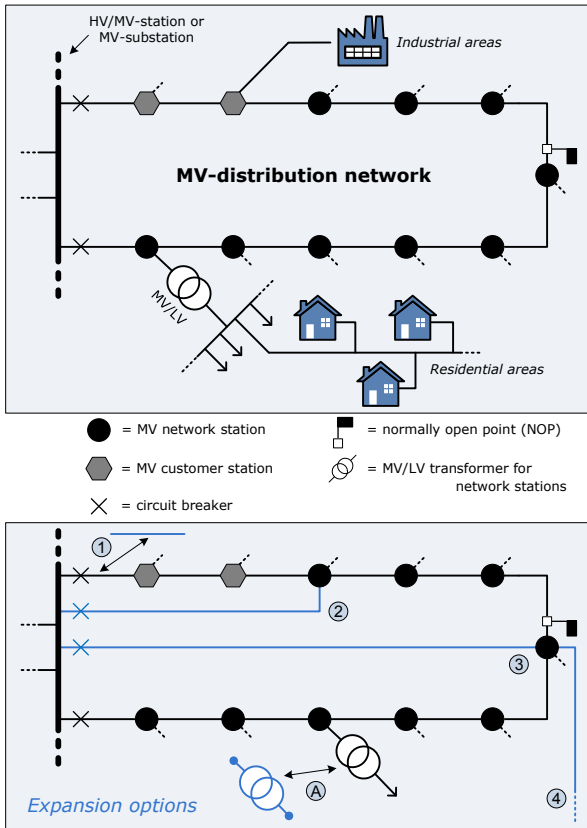 HV/MV-station or
MV-substation
Industrial areas
MV-distribution network
MV/LV
Residential areas
= MV network station
= normally open point (NOP)
= MV customer station
= MV/LV transformer for
network stations
= circuit breaker
1
2
3
A
4
Expansion options